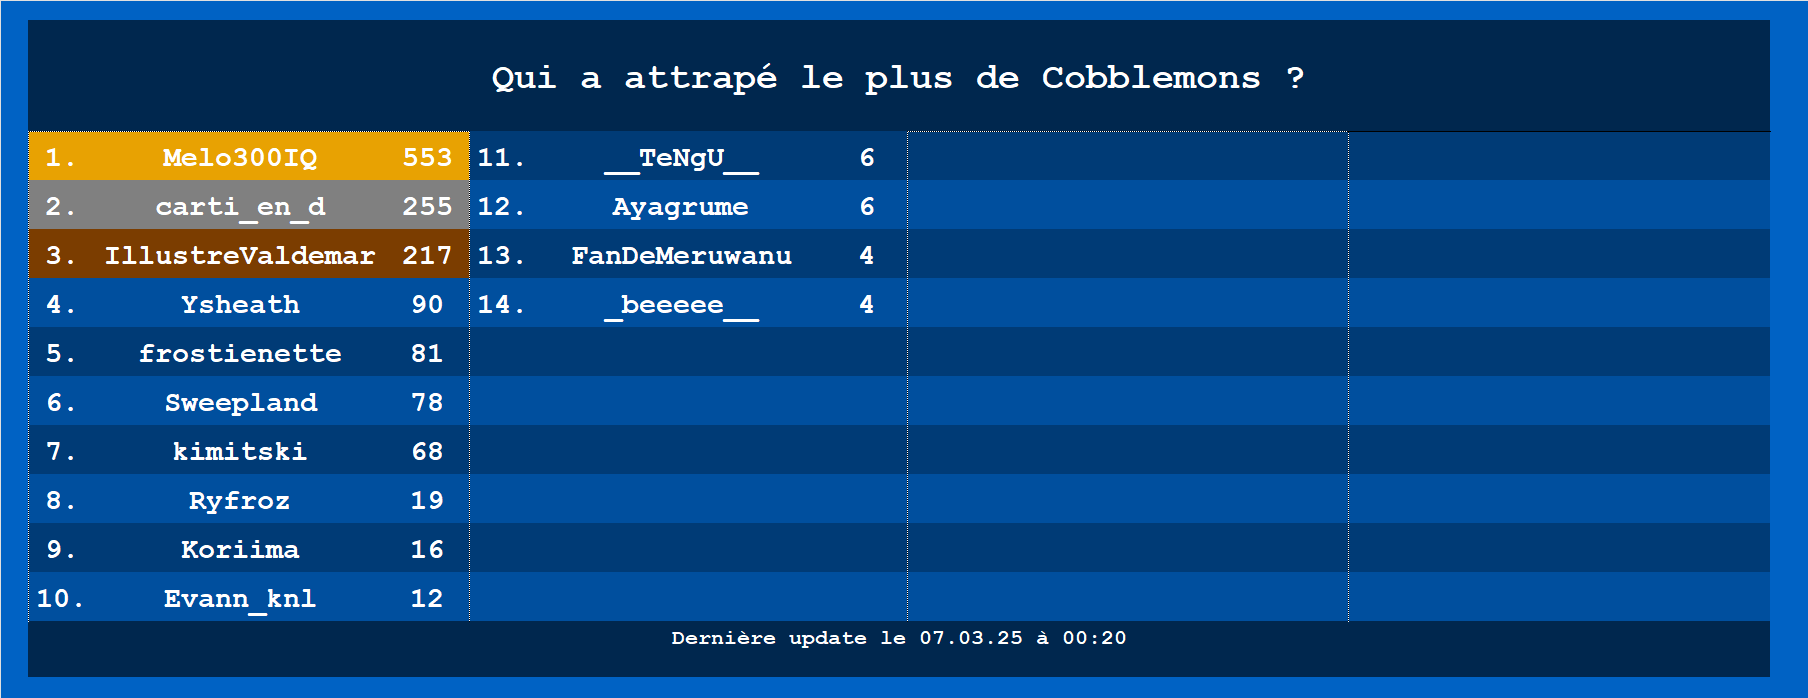 Qui a attrapé le plus de Cobblemons ?
1. Melo300IQ 553
2. carti_en_d 255
3. IllustreValdemar 217
4. Ysheath 90
5. frostienette 81
6. Sweepland 78
7. kimitski 68
8. Ryfroz 19
9. Koriima 16
10. Evann_knl 12
11. __TeNgU__ 6
12. Ayagrume 6
13. FanDeMeruwanu 4
14. _beeeee__ 4
Dernière update le 07.03.25 à 00:20